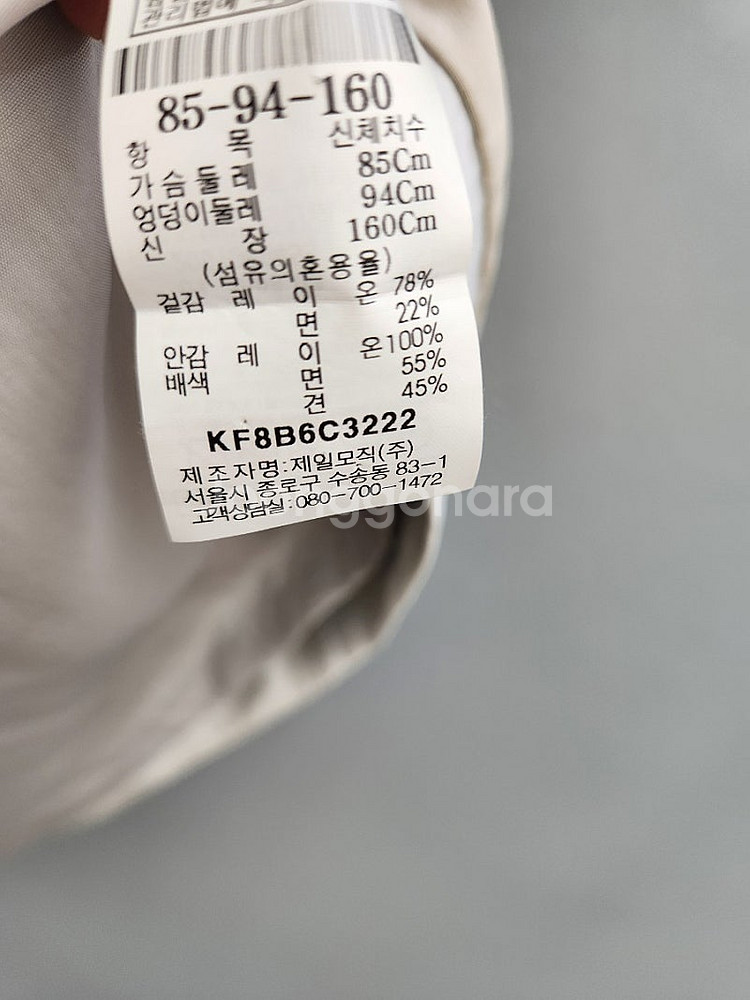 관리법에
85-94-160
항 목 신체치수
가슴둘레 85Cm
엉덩이둘레 94Cm
신 장 160Cm
(섬유의혼용율)
겉감 레 이 온 78%
면 22%
안감 레 이 온100%
배색 면 55%
견 45%
KF8B6C3222
제조자명:제일모직(주)
서울시 종로구 수송동 83-1
고객상담실:080-700-1472